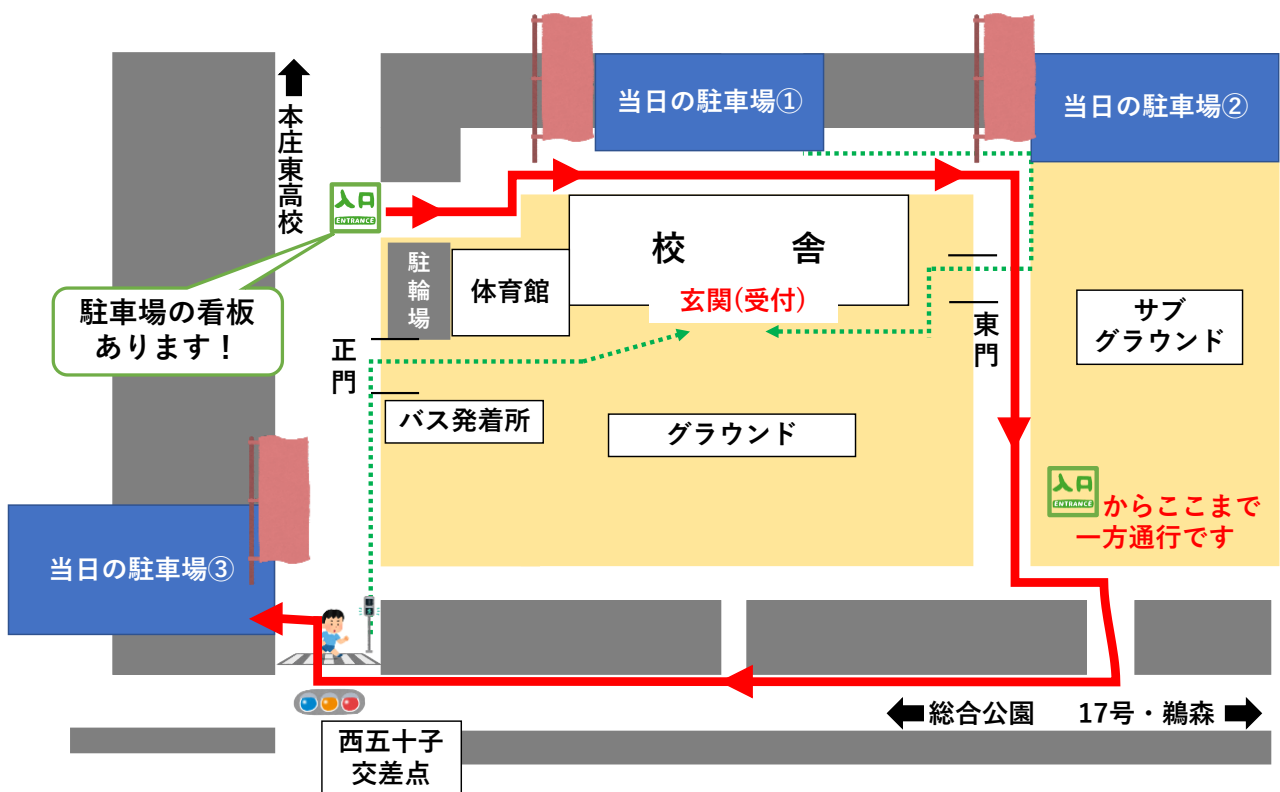 当日の駐車場①
当日の駐車場②
本庄東高校
入口
ENTRANCE
駐車場の看板
あります！
校　舎
玄関(受付)
駐輪場
体育館
正門
東門
サブ
グラウンド
バス発着所
グラウンド
入口
ENTRANCE
からここまで
一方通行です
当日の駐車場③
総合公園
17号・鵜森
西五十子
交差点